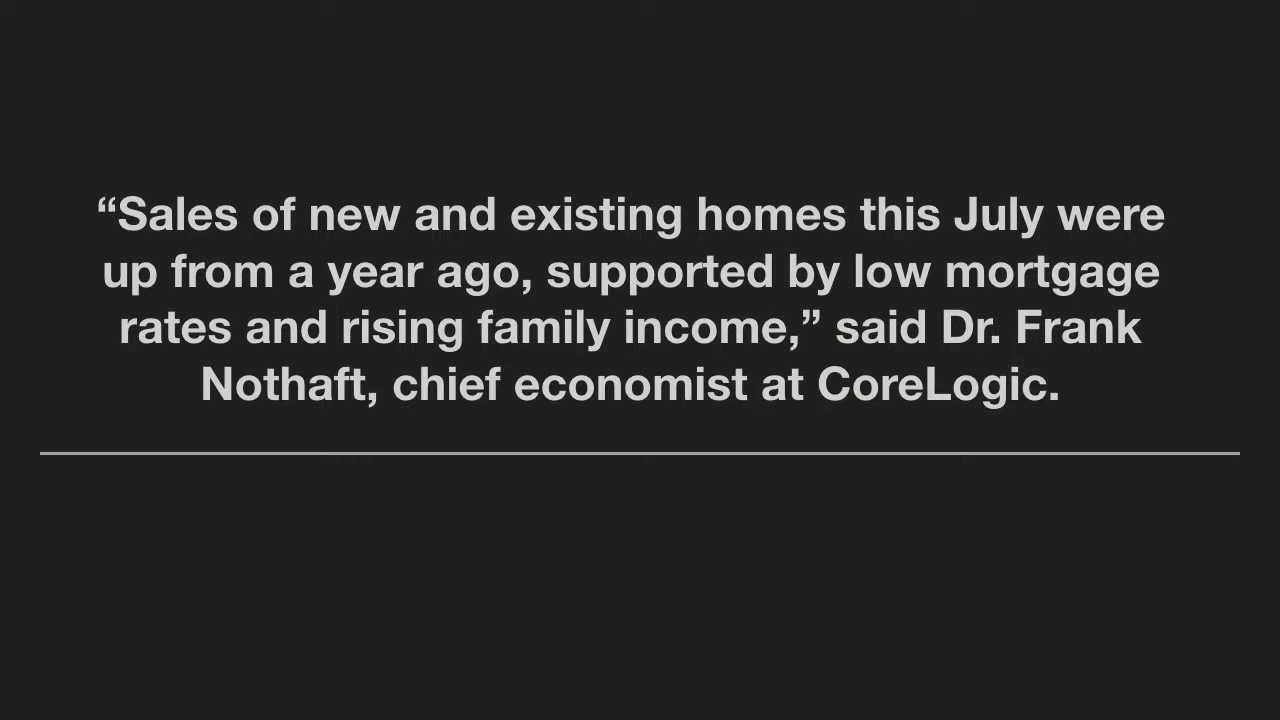 “Sales of new and existing homes this July were
up from a year ago, supported by low mortgage
rates and rising family income,” said Dr. Frank
Nothaft, chief economist at CoreLogic.